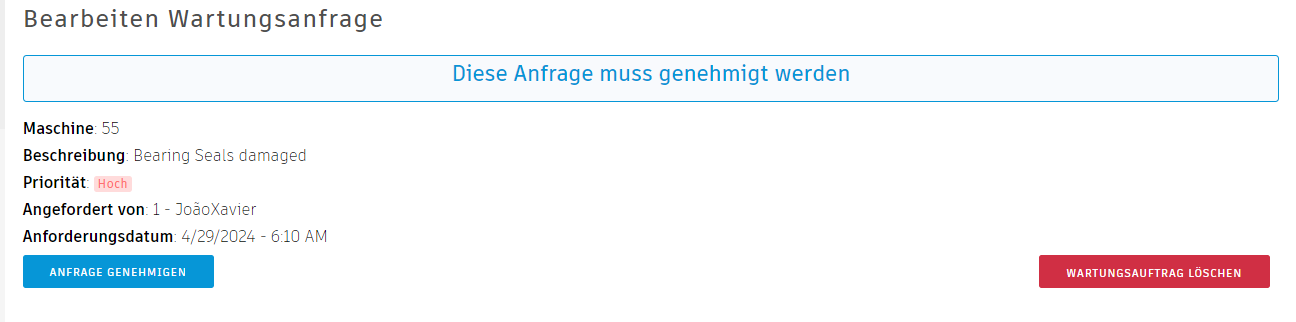 Bearbeiten Wartungsanfrage
Diese Anfrage muss genehmigt werden
Maschine: 55
Beschreibung: Bearing Seals damaged
Priorität: Hoch
Angefordert von: 1 - JoãoXavier
Anforderungsdatum: 4/29/2024 - 6:10 AM
ANFRAGE GENEHMIGEN
WARTUNGSAUFTRAG LÖSCHEN